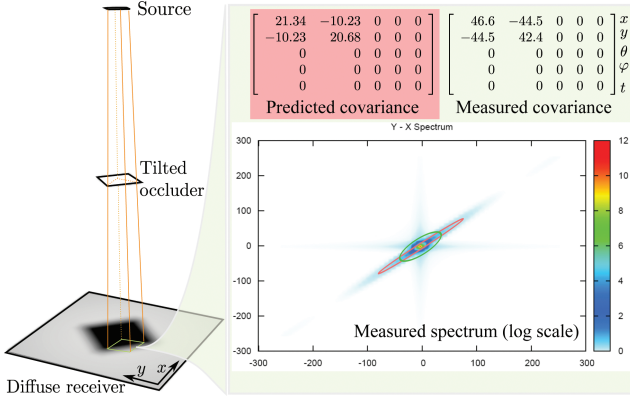 Source
Tilted
occluder
Diffuse receiver
y
x
21.34 −10.23 0 0 0
−10.23 20.68 0 0 0
0 0 0 0 0
0 0 0 0 0
0 0 0 0 0
Predicted covariance
46.6 −44.5 0 0 0 x
−44.5 42.4 0 0 0 y
0 0 0 0 0 θ
0 0 0 0 0 φ
0 0 0 0 0 t
Measured covariance
Y - X Spectrum
300
200
100
0
-100
-200
-300
-300 -200 -100 0 100 200 300
Measured spectrum (log scale)
12
10
8
6
4
2
0